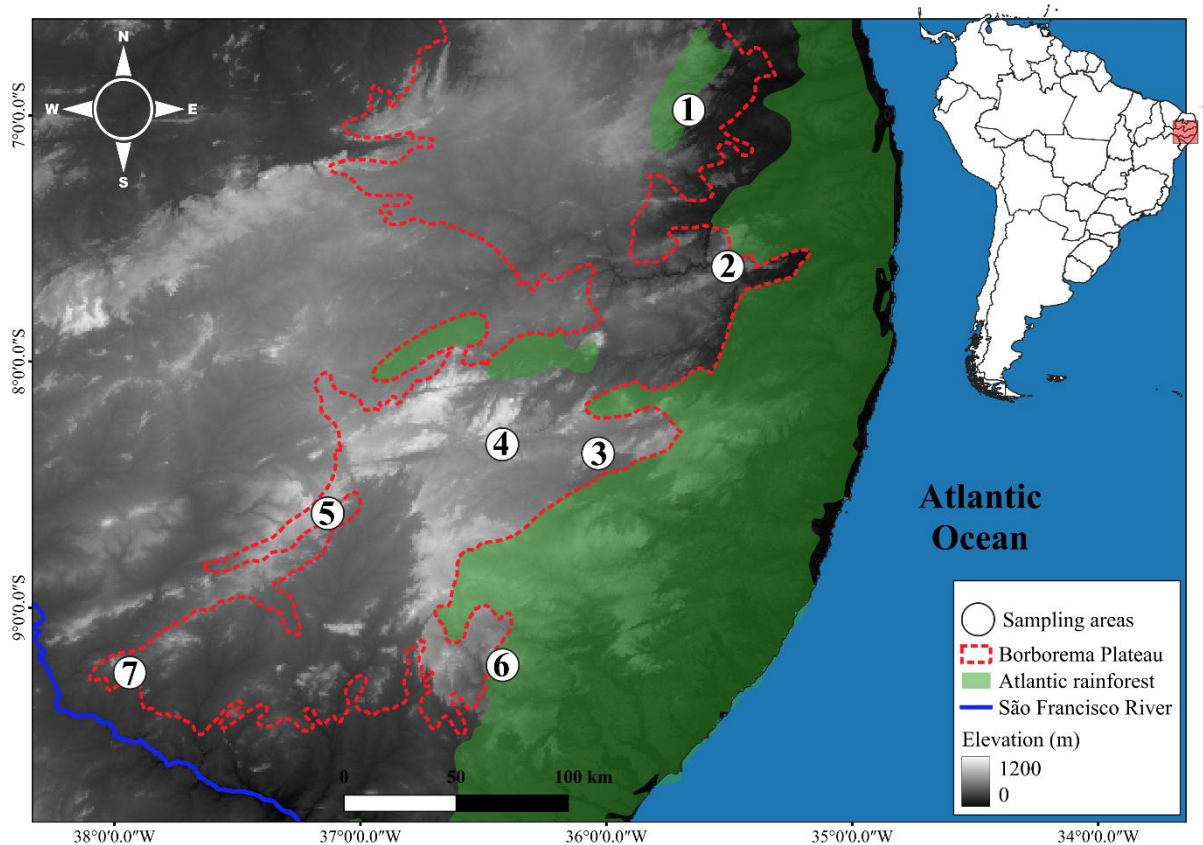 N
W
E
S
7°0'0.0"S
8°0'0.0"S
9°0'0.0"S
1
2
3
4
5
6
7
Atlantic
Ocean
Sampling areas
Borborema Plateau
Atlantic rainforest
São Francisco River
Elevation (m)
1200
0
0
50
100 km
38°0'0.0"W
37°0'0.0"W
36°0'0.0"W
35°0'0.0"W
34°0'0.0"W